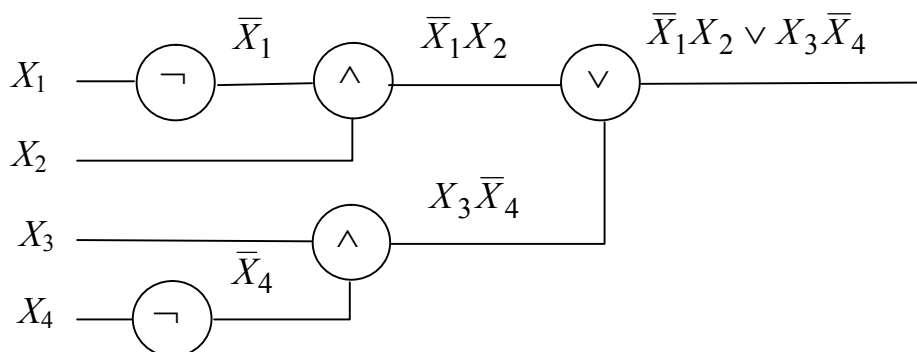 X̅₁ X̅₁X₂ X̅₁X₂ ∨ X₃X̅₄
X₁ ¬ ∧ ∨
X₂
X₃X̅₄
X₃ ∧
X̅₄
X₄ ¬